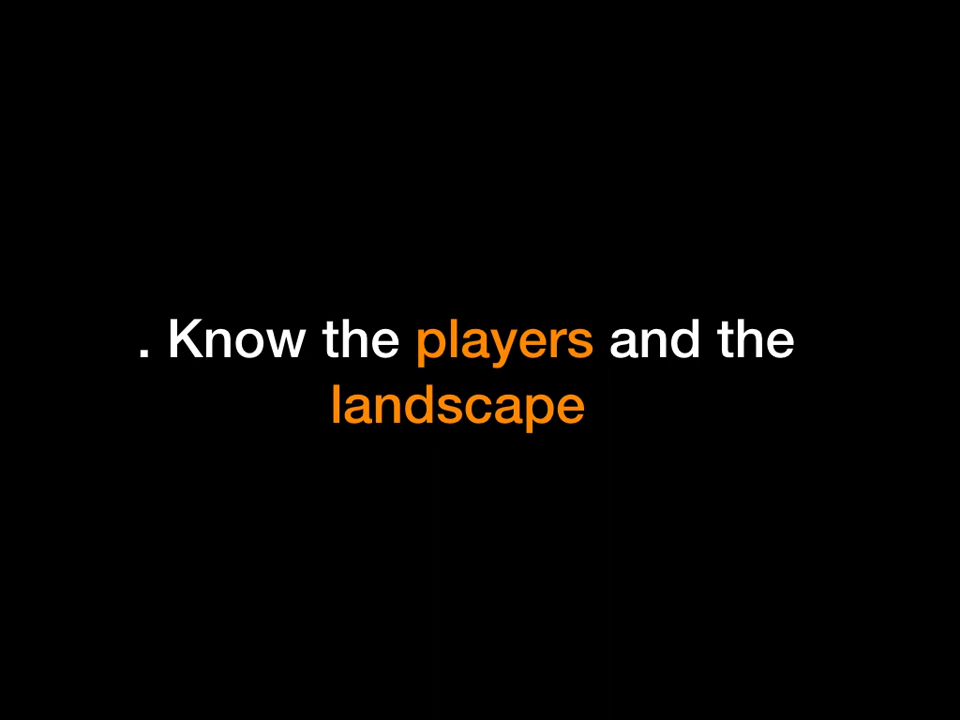 . Know the players and the
landscape